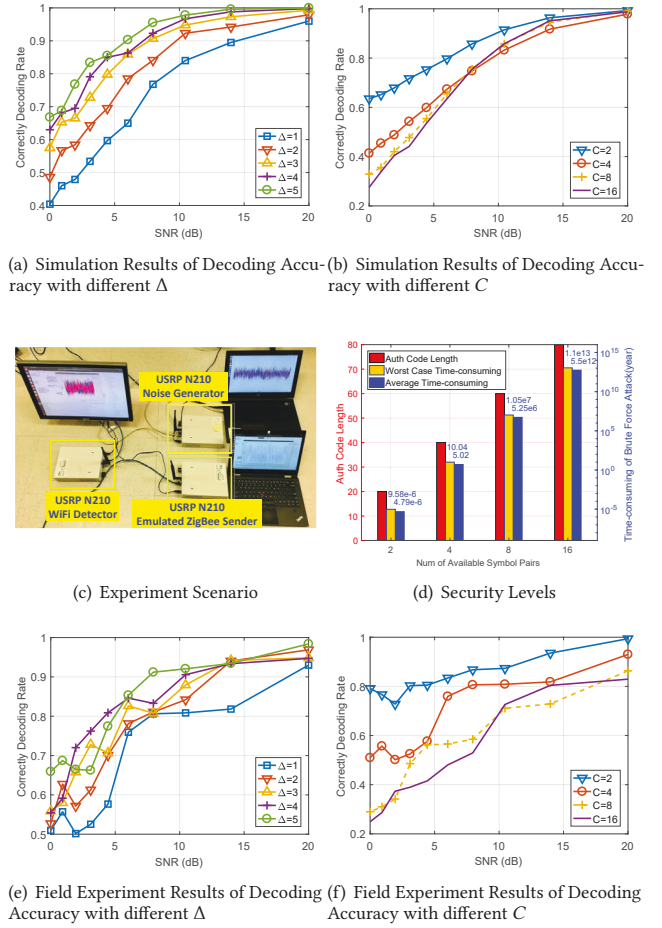 1
0.9
0.8
0.7
0.6
0.5
0.4
Correctly Decoding Rate
0
5
10
15
20
SNR (dB)
Δ=1
Δ=2
Δ=3
Δ=4
Δ=5
(a) Simulation Results of Decoding Accu-
racy with different Δ
1
0.8
0.6
0.4
0.2
Correctly Decoding Rate
0
5
10
15
20
SNR (dB)
C=2
C=4
C=8
C=16
(b) Simulation Results of Decoding Accu-
racy with different C
USRP N210
Noise Generator
USRP N210
WiFi Detector
USRP N210
Emulated ZigBee Sender
(c) Experiment Scenario
80
70
60
50
40
30
20
10
0
Auth Code Length
Auth Code Length
Worst Case Time-consuming
Average Time-consuming
9.58e-6
4.79e-6
10.04
5.02
1.05e7
5.25e6
1.1e13
5.5e12
2
4
8
16
Num of Available Symbol Pairs
10^15
10^10
10^5
10^0
10^-5
Time-consuming of Brute Force Attack(year)
(d) Security Levels
1
0.9
0.8
0.7
0.6
0.5
Correctly Decoding Rate
0
5
10
15
20
SNR (dB)
Δ=1
Δ=2
Δ=3
Δ=4
Δ=5
(e) Field Experiment Results of Decoding
Accuracy with different Δ
1
0.8
0.6
0.4
0.2
Correctly Decoding Rate
0
5
10
15
20
SNR (dB)
C=2
C=4
C=8
C=16
(f) Field Experiment Results of Decoding
Accuracy with different C